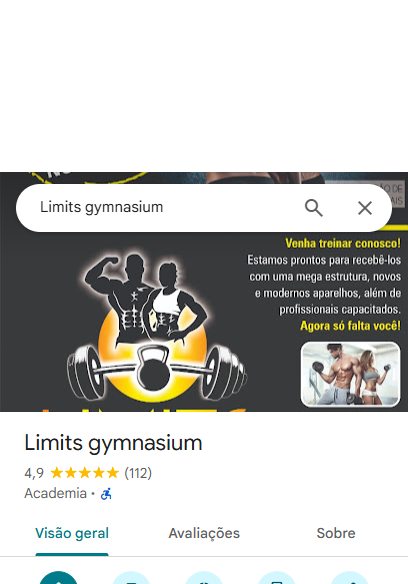 Limits gymnasium
Venha treinar conosco!
Estamos prontos para recebê-los
com uma mega estrutura, novos
e modernos aparelhos, além de
profissionais capacitados.
Agora só falta você!
Limits gymnasium
4,9 (112)
Academia ·
Visão geral
Avaliações
Sobre